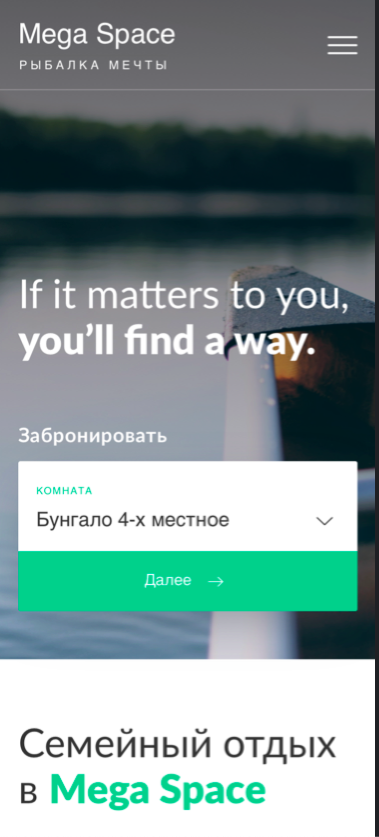 Mega Space
РЫБАЛКА МЕЧТЫ
If it matters to you,
you’ll find a way.
Забронировать
КОМНАТА
Бунгало 4-х местное
Далее →
Семейный отдых
в Mega Space